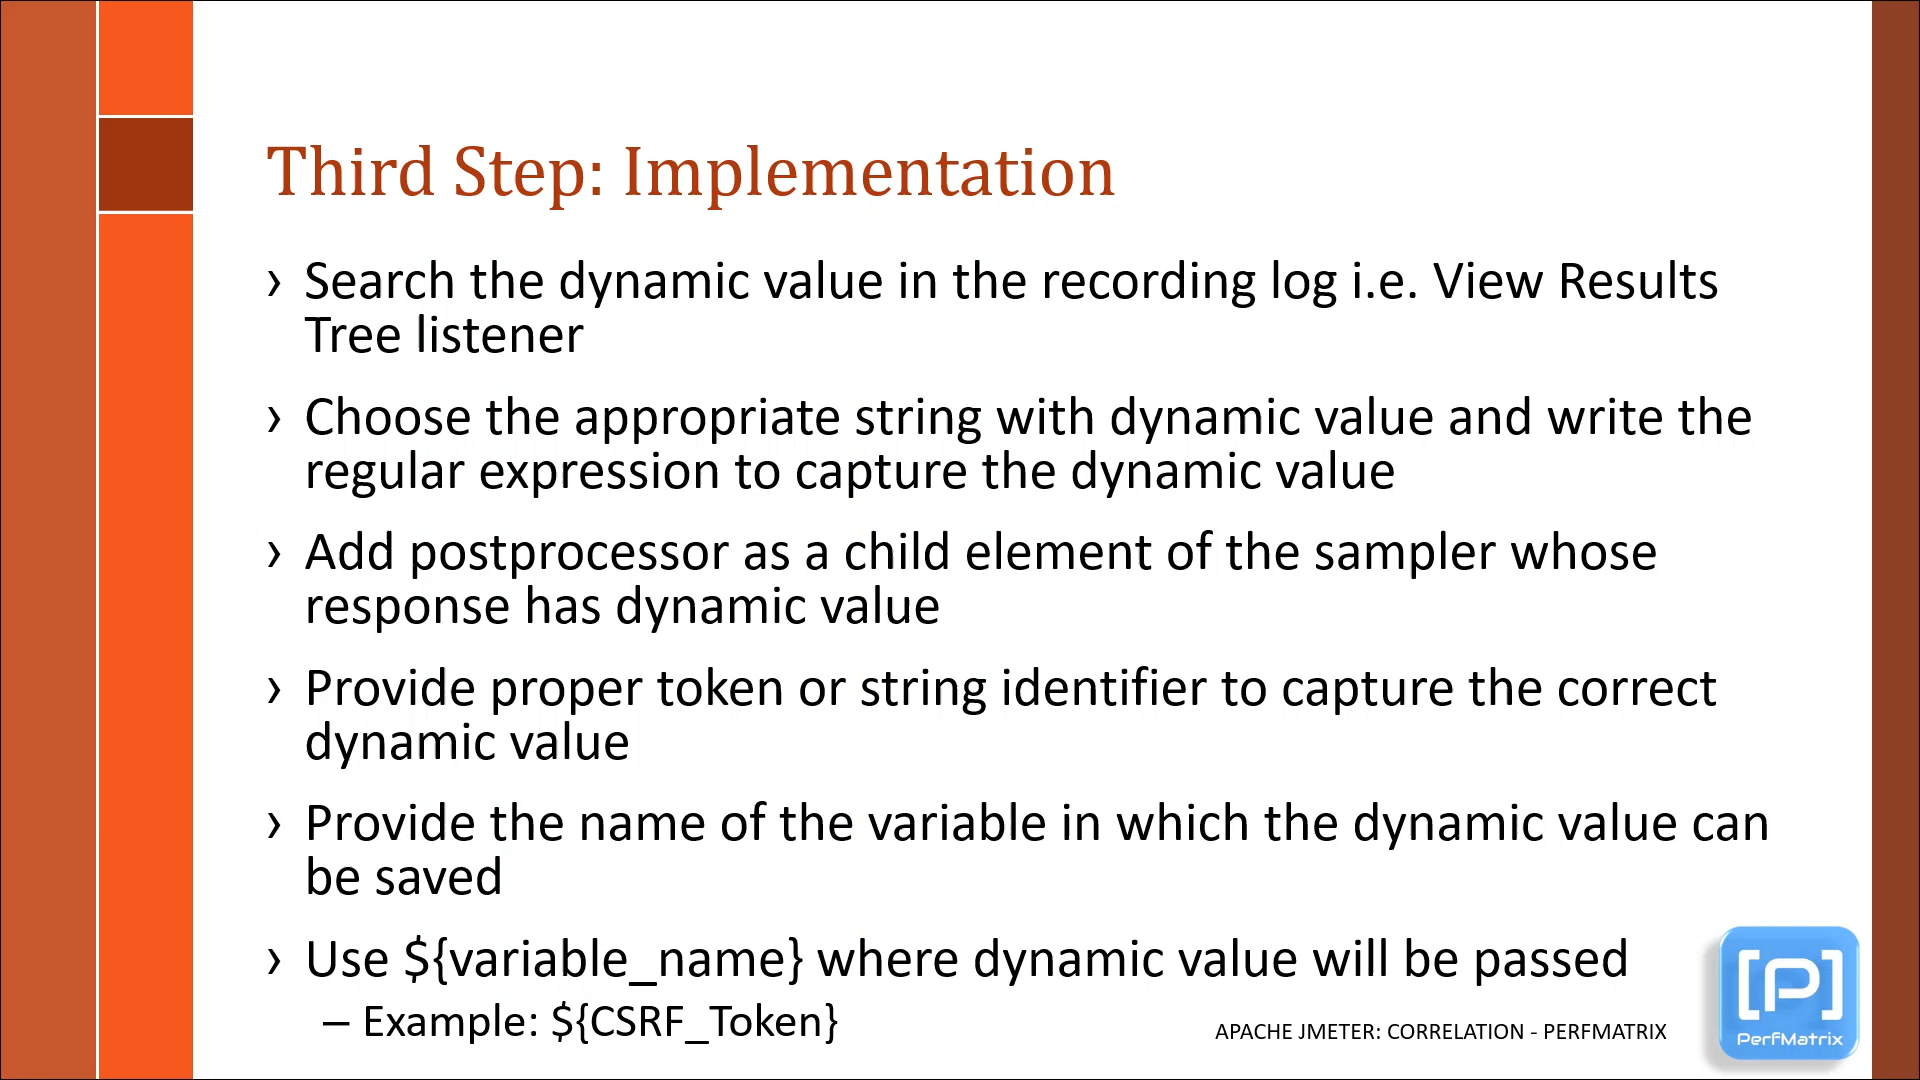 Third Step: Implementation
› Search the dynamic value in the recording log i.e. View Results
Tree listener
› Choose the appropriate string with dynamic value and write the
regular expression to capture the dynamic value
› Add postprocessor as a child element of the sampler whose
response has dynamic value
› Provide proper token or string identifier to capture the correct
dynamic value
› Provide the name of the variable in which the dynamic value can
be saved
› Use ${variable_name} where dynamic value will be passed
– Example: ${CSRF_Token}
APACHE JMETER: CORRELATION - PERFMATRIX
[P]
PerfMatrix